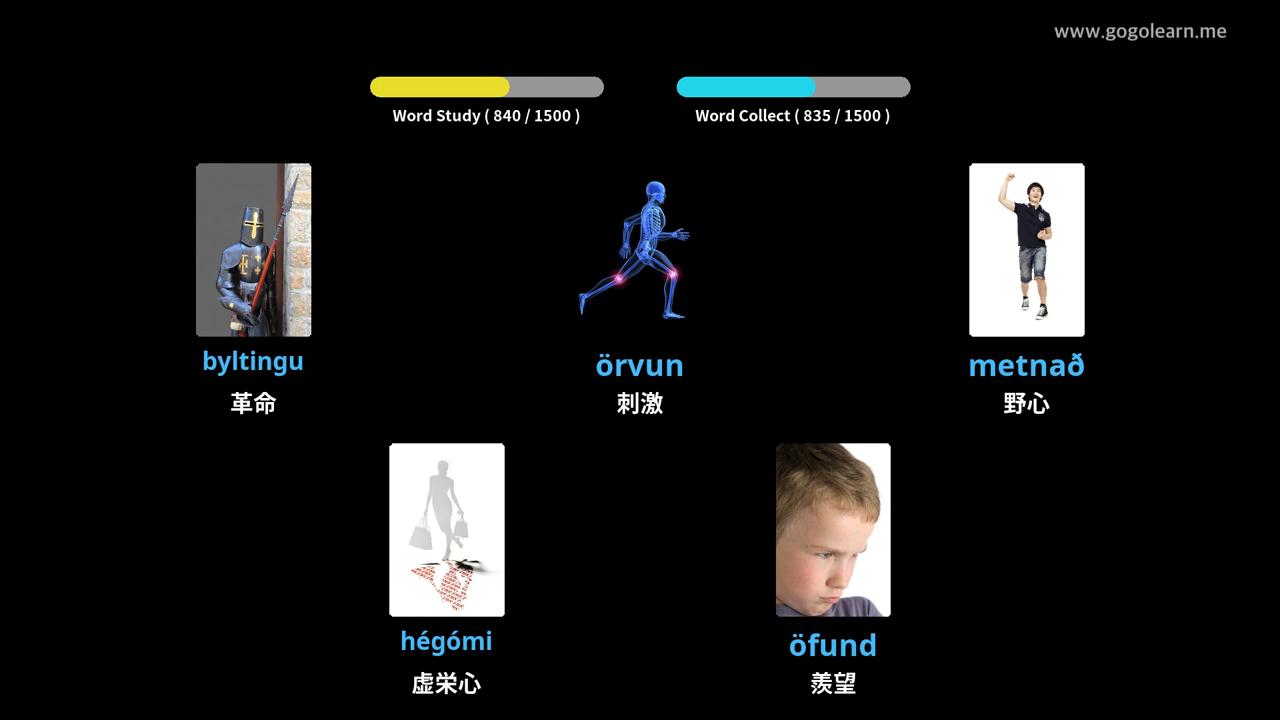 www.gogolearn.me
Word Study ( 840 / 1500 )
Word Collect ( 835 / 1500 )
byltingu
革命
örvun
刺激
metnað
野心
hégómi
虚栄心
öfund
羨望